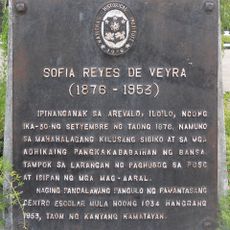 SOFIA REYES DE VEYRA
(1876 - 1953)
IPINANGANAK SA AREVALO, ILOILO, NOONG
IKA-30 NG SETYEMBRE NG TAONG 1876. NAMUNO
SA MAHAHALAGANG KILUSANG SIBIKO AT SA MGA
ADHIKAING PANGKABABAIHAN NG BANSA.
TAMPOK SA LARANGAN NG PAGHUBOG SA PUSO
AT ISIPAN NG MGA MAG-AARAL.
NAGING PANGALAWANG PANGULO NG PAMANTASANG
CENTRO ESCOLAR MULA NOONG 1934 HANGGANG
1953, TAON NG KANYANG KAMATAYAN.